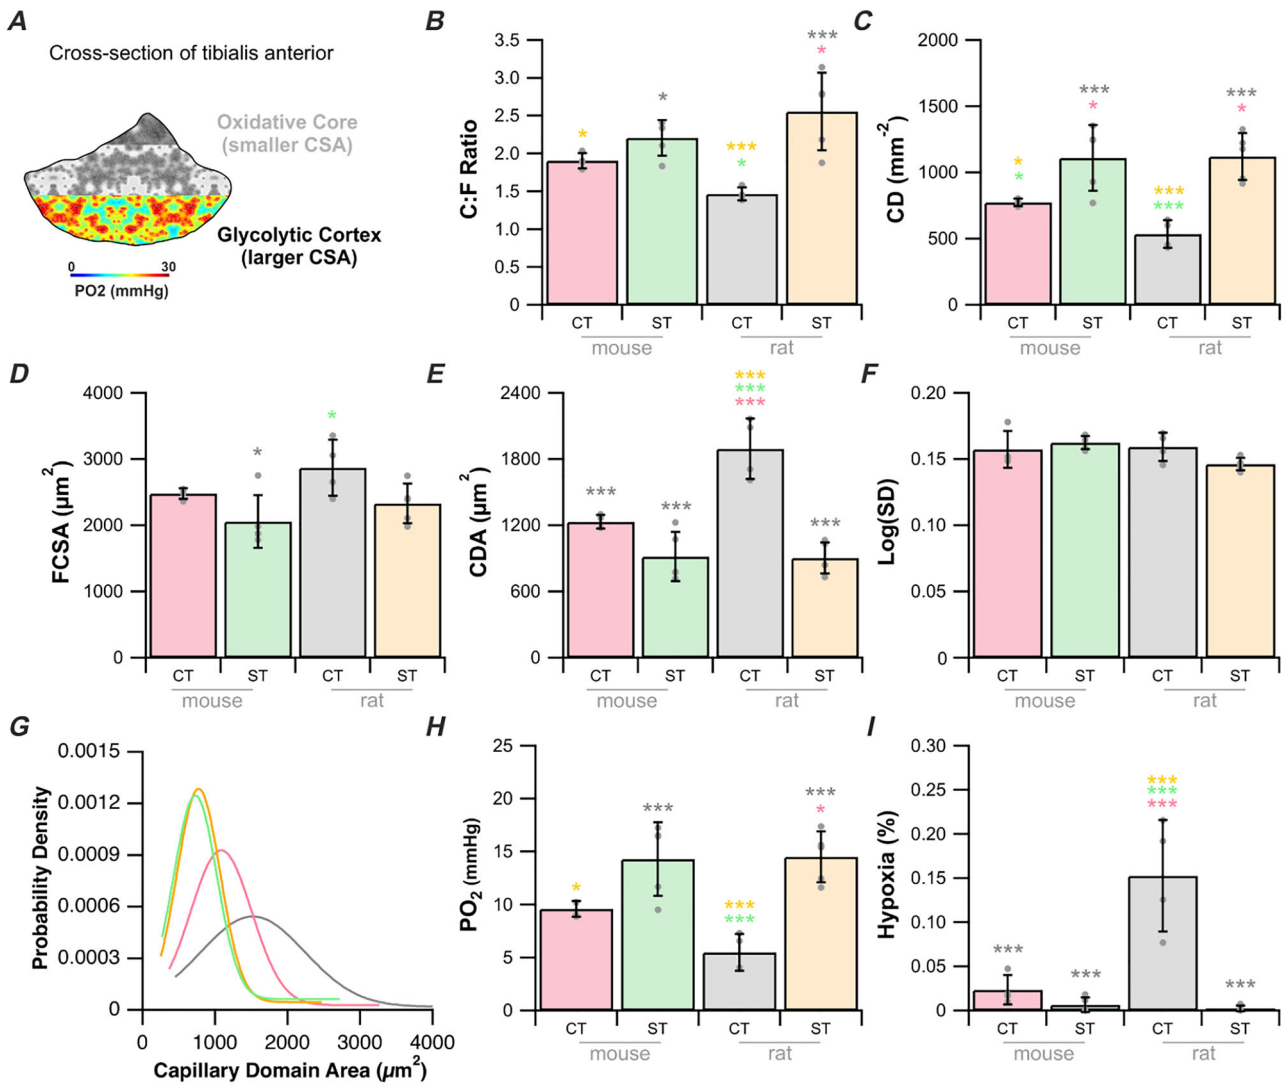 A
Cross-section of tibialis anterior
Oxidative Core
(smaller CSA)
Glycolytic Cortex
(larger CSA)
0 30
PO2 (mmHg)
B
C:F Ratio
3.5
3.0
2.5
2.0
1.5
1.0
0.5
0
*
*
***
*
***
*
CT ST CT ST
mouse rat
C
CD (mm-2)
2000
1500
1000
500
0
*
*
***
*
***
***
***
*
CT ST CT ST
mouse rat
D
FCSA (µm2)
4000
3000
2000
1000
0
*
*
CT ST CT ST
mouse rat
E
CDA (µm2)
2400
1800
1200
600
0
***
***
***
***
***
***
CT ST CT ST
mouse rat
F
Log(SD)
0.20
0.15
0.10
0.05
0
CT ST CT ST
mouse rat
G
Probability Density
0.0015
0.0012
0.0009
0.0006
0.0003
0
0 1000 2000 3000 4000
Capillary Domain Area (µm2)
H
PO2 (mmHg)
25
20
15
10
5
0
*
***
***
***
***
*
CT ST CT ST
mouse rat
I
Hypoxia (%)
0.30
0.25
0.20
0.15
0.10
0.05
0
***
***
***
***
***
***
CT ST CT ST
mouse rat